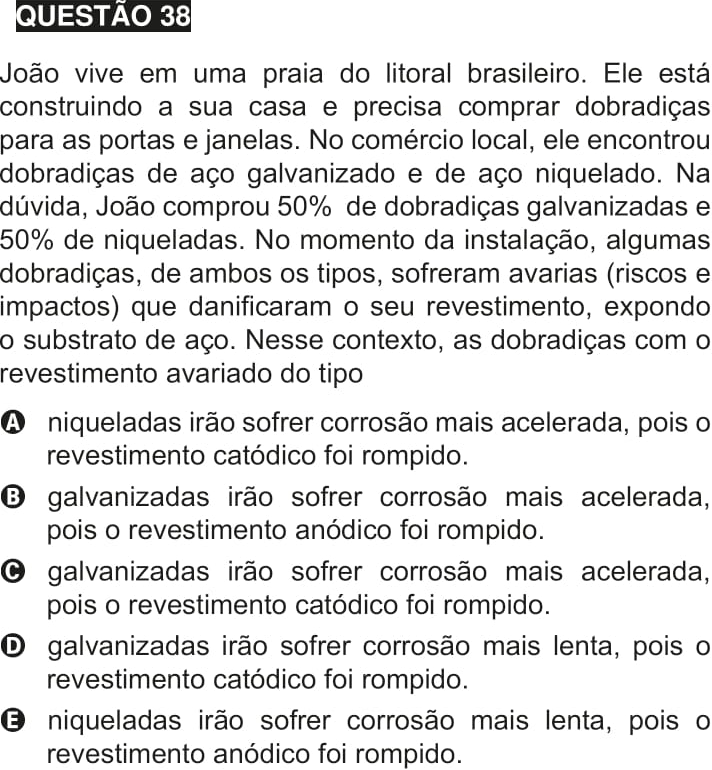 QUESTÃO 38
João vive em uma praia do litoral brasileiro. Ele está
construindo a sua casa e precisa comprar dobradiças
para as portas e janelas. No comércio local, ele encontrou
dobradiças de aço galvanizado e de aço niquelado. Na
dúvida, João comprou 50% de dobradiças galvanizadas e
50% de niqueladas. No momento da instalação, algumas
dobradiças, de ambos os tipos, sofreram avarias (riscos e
impactos) que danificaram o seu revestimento, expondo
o substrato de aço. Nesse contexto, as dobradiças com o
revestimento avariado do tipo
A niqueladas irão sofrer corrosão mais acelerada, pois o
revestimento catódico foi rompido.
B galvanizadas irão sofrer corrosão mais acelerada,
pois o revestimento anódico foi rompido.
C galvanizadas irão sofrer corrosão mais acelerada,
pois o revestimento catódico foi rompido.
D galvanizadas irão sofrer corrosão mais lenta, pois o
revestimento catódico foi rompido.
E niqueladas irão sofrer corrosão mais lenta, pois o
revestimento anódico foi rompido.